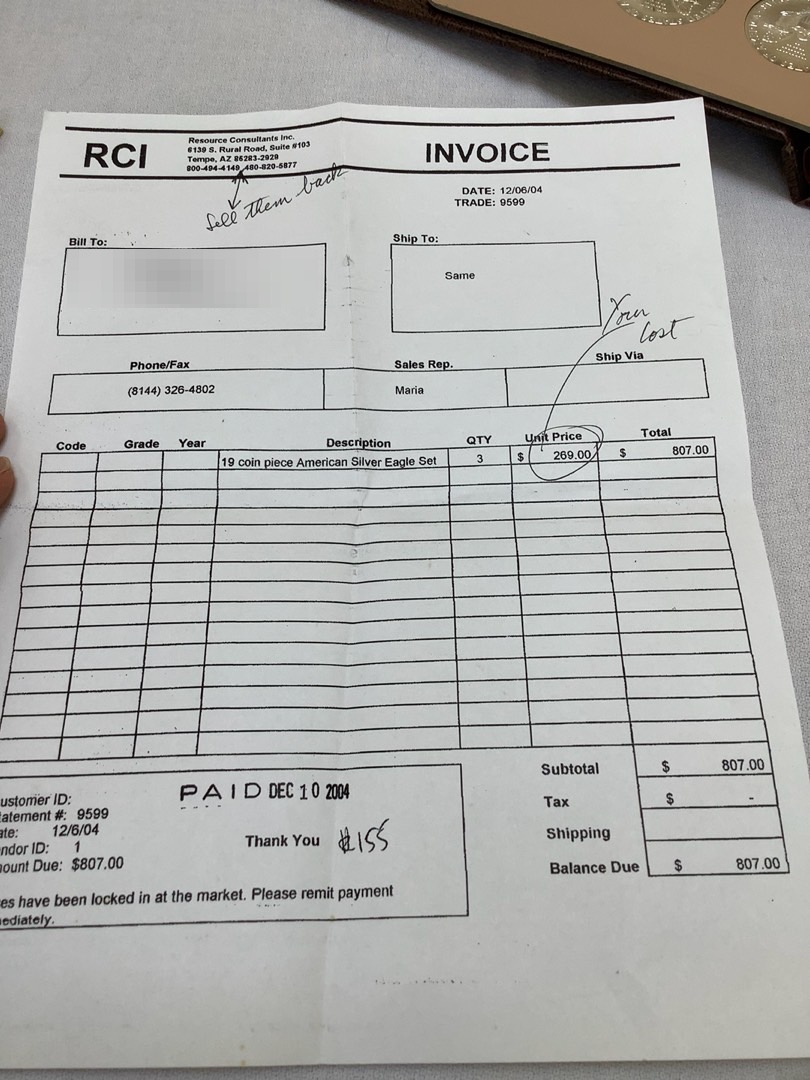 RCI
Resource Consultants Inc.
6139 S. Rural Road, Suite #103
Tempe, AZ 85283-2929
800-494-4149 480-820-5877
INVOICE
Sell them back
DATE: 12/06/04
TRADE: 9599
Bill To:
Ship To:
Same
Your cost
Phone/Fax Sales Rep. Ship Via
(8144) 326-4802 Maria
Code Grade Year Description QTY Unit Price Total
19 coin piece American Silver Eagle Set 3 $ 269.00 $ 807.00
Subtotal $ 807.00
Tax $ -
Shipping
Balance Due $ 807.00
PAID DEC 10 2004
ustomer ID:
atement #: 9599
ate: 12/6/04
ndor ID: 1
ount Due: $807.00
Thank You #155
es have been locked in at the market. Please remit payment
ediately.